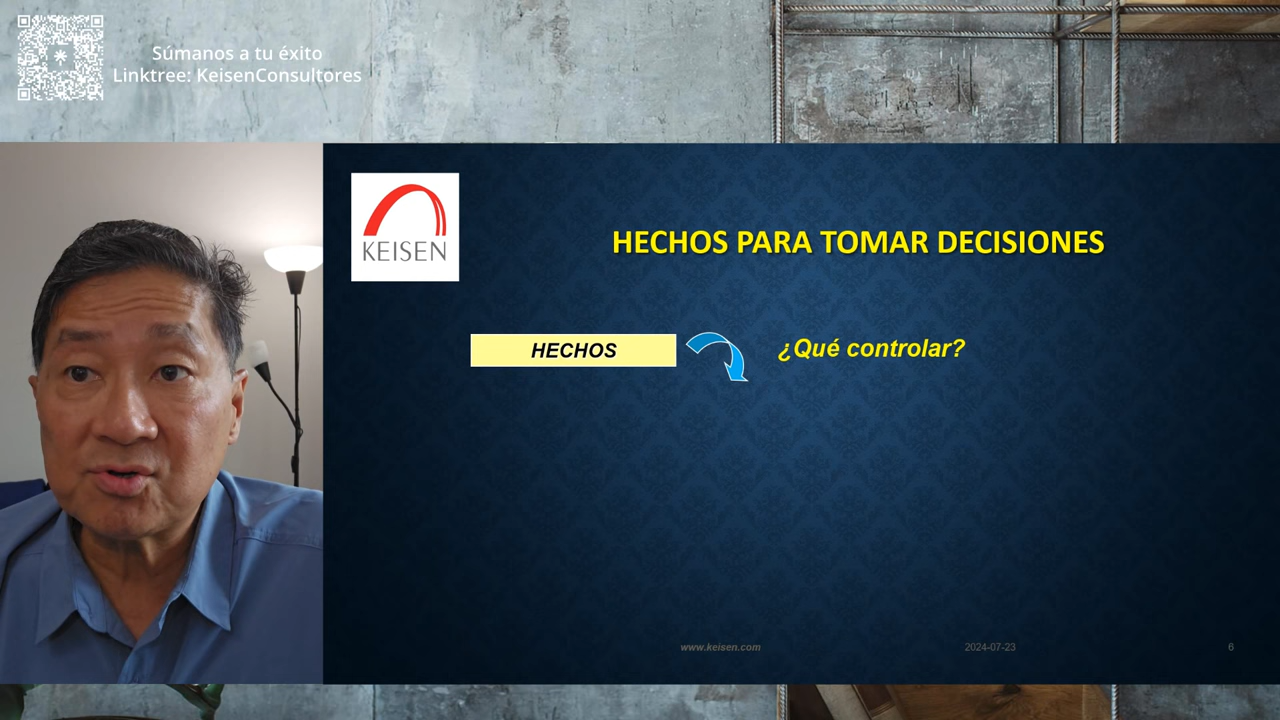 Súmanos a tu éxito
Linktree: KeisenConsultores
KEISEN
HECHOS PARA TOMAR DECISIONES
HECHOS
¿Qué controlar?
www.keisen.com
2024-07-23
6